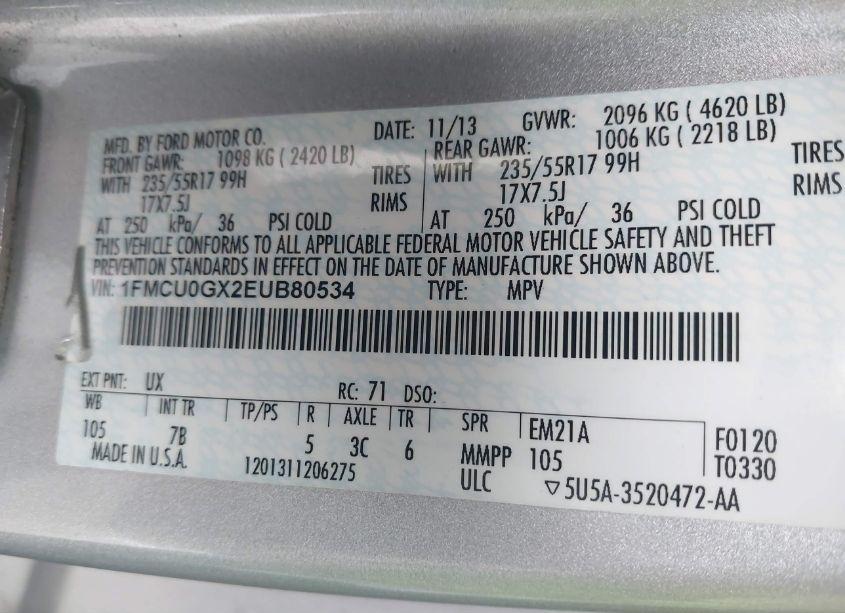 MFD. BY FORD MOTOR CO. DATE: 11/13 GVWR: 2096 KG ( 4620 LB)
FRONT GAWR: 1098 KG ( 2420 LB) REAR GAWR: 1006 KG ( 2218 LB)
WITH 235/55R17 99H TIRES WITH 235/55R17 99H TIRES
17X7.5J RIMS 17X7.5J RIMS
AT 250 kPa/ 36 PSI COLD AT 250 kPa/ 36 PSI COLD
THIS VEHICLE CONFORMS TO ALL APPLICABLE FEDERAL MOTOR VEHICLE SAFETY AND THEFT
PREVENTION STANDARDS IN EFFECT ON THE DATE OF MANUFACTURE SHOWN ABOVE.
VIN: 1FMCU0GX2EUB80534 TYPE: MPV
EXT PNT: UX RC: 71 DSO:
WB INT TR TP/PS R AXLE TR SPR EM21A F0120
105 7B 5 3C 6 MMPP 105 T0330
MADE IN U.S.A. 1201311206275 ULC ▽5U5A-3520472-AA